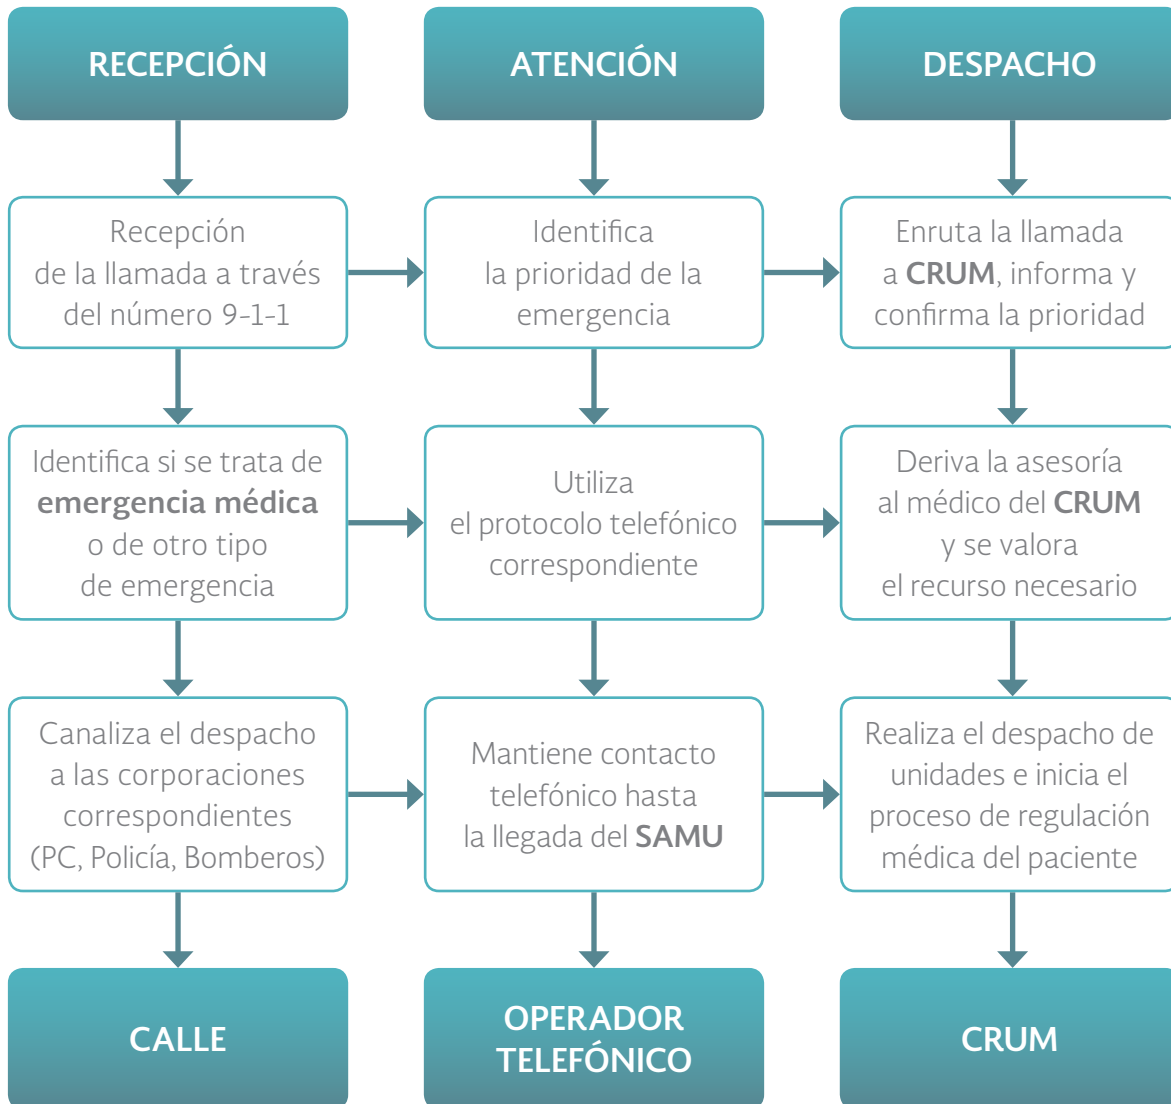 RECEPCIÓN
ATENCIÓN
DESPACHO
Recepción
de la llamada a través
del número 9-1-1
Identifica
la prioridad de la
emergencia
Enruta la llamada
a CRUM, informa y
confirma la prioridad
Identifica si se trata de
emergencia médica
o de otro tipo
de emergencia
Utiliza
el protocolo telefónico
correspondiente
Deriva la asesoría
al médico del CRUM
y se valora
el recurso necesario
Canaliza el despacho
a las corporaciones
correspondientes
(PC, Policía, Bomberos)
Mantiene contacto
telefónico hasta
la llegada del SAMU
Realiza el despacho de
unidades e inicia el
proceso de regulación
médica del paciente
CALLE
OPERADOR
TELEFÓNICO
CRUM